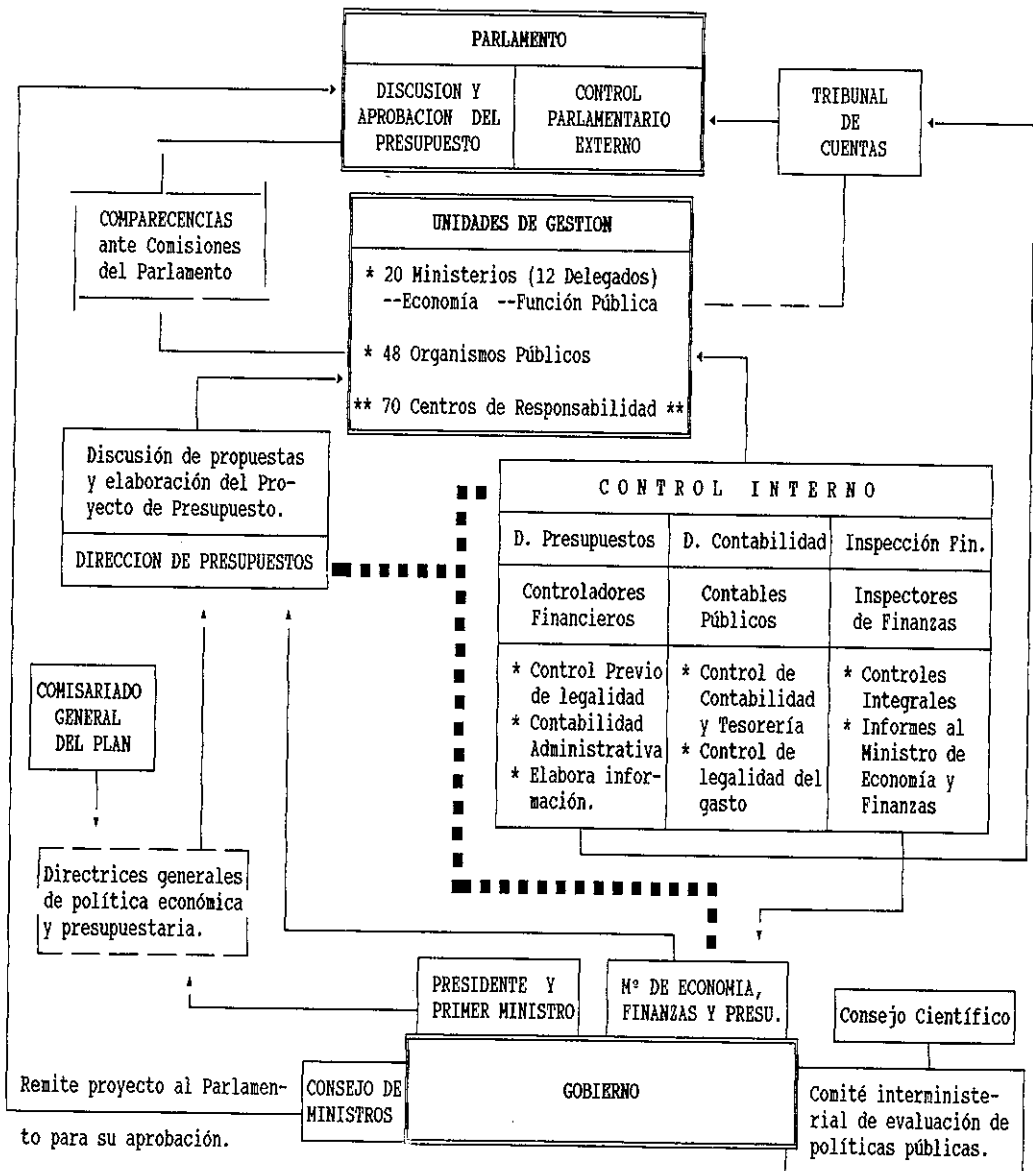 PARLAMENTO
DISCUSION Y
APROBACION DEL
PRESUPUESTO
CONTROL
PARLAMENTARIO
EXTERNO
TRIBUNAL
DE
CUENTAS
COMPARECENCIAS
ante Comisiones
del Parlamento
UNIDADES DE GESTION
* 20 Ministerios (12 Delegados)
--Economía --Función Pública
* 48 Organismos Públicos
** 70 Centros de Responsabilidad **
Discusión de propuestas
y elaboración del Pro-
yecto de Presupuesto.
DIRECCION DE PRESUPUESTOS
CONTROL INTERNO
D. Presupuestos
D. Contabilidad
Inspección Fin.
Controladores
Financieros
Contables
Públicos
Inspectores
de Finanzas
* Control Previo
de legalidad
* Contabilidad
Administrativa
* Elabora infor-
mación.
* Control de
Contabilidad
y Tesorería
* Control de
legalidad del
gasto
* Controles
Integrales
* Informes al
Ministro de
Economía y
Finanzas
COMISARIADO
GENERAL
DEL PLAN
Directrices generales
de política económica
y presupuestaria.
PRESIDENTE Y
PRIMER MINISTRO
Mº DE ECONOMIA,
FINANZAS Y PRESU.
Consejo Científico
Remite proyecto al Parlamen-
to para su aprobación.
CONSEJO DE
MINISTROS
GOBIERNO
Comité interministe-
rial de evaluación de
políticas públicas.